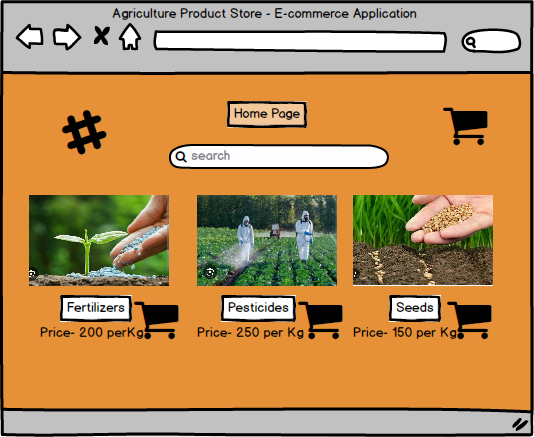 Agriculture Product Store - E-commerce Application
Home Page
search
Fertilizers
Pesticides
Seeds
Price- 200 perKg
Price- 250 per Kg
Price- 150 per Kg